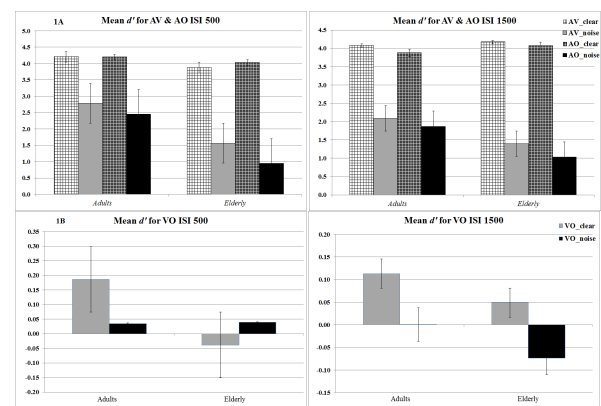 1A
Mean d' for AV & AO ISI 500
5.0
4.5
4.0
3.5
3.0
2.5
2.0
1.5
1.0
0.5
0.0
Adults
Elderly
Mean d' for AV & AO ISI 1500
AV_clear
AV_noise
AO_clear
AO_noise
4.5
4.0
3.5
3.0
2.5
2.0
1.5
1.0
0.5
0.0
Adults
Elderly
1B
Mean d' for VO ISI 500
0.35
0.30
0.25
0.20
0.15
0.10
0.05
0.00
-0.05
-0.10
-0.15
-0.20
Adults
Elderly
Mean d' for VO ISI 1500
VO_clear
VO_noise
0.20
0.15
0.10
0.05
0.00
-0.05
-0.10
-0.15
Adults
Elderly